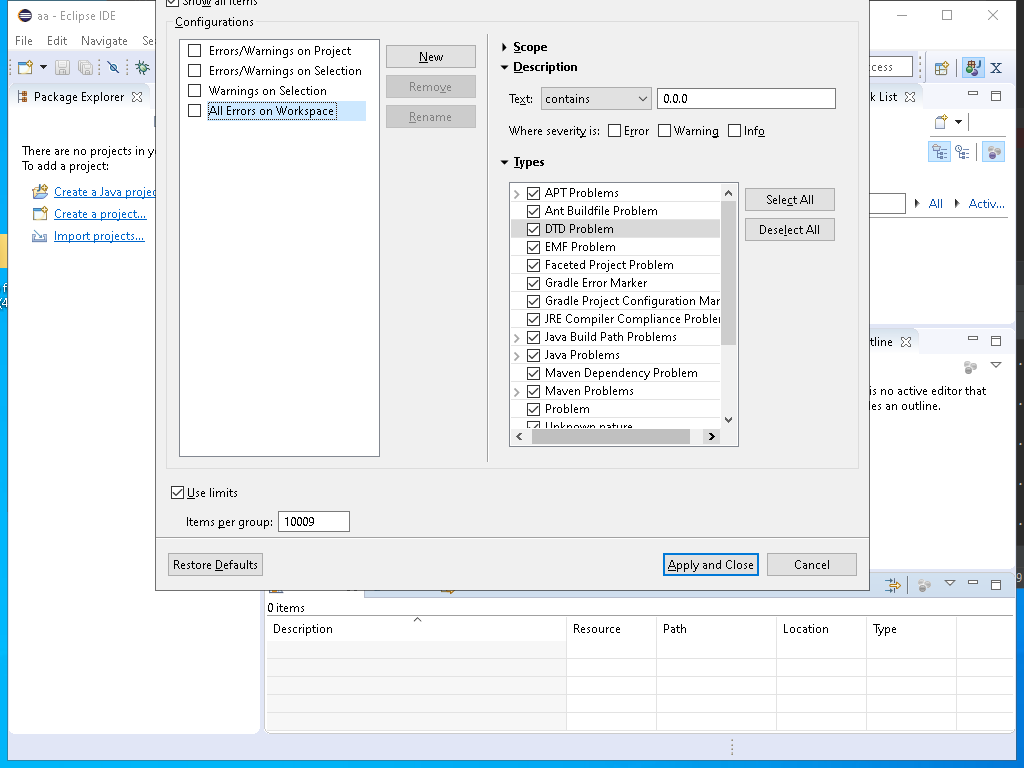 aa - Eclipse IDE
Show all items
File Edit Navigate Se
Configurations
Errors/Warnings on Project
Errors/Warnings on Selection
Warnings on Selection
All Errors on Workspace
New
Remove
Rename
Scope
Description
Text: contains 0.0.0
Where severity is: Error Warning Info
Types
APT Problems
Ant Buildfile Problem
DTD Problem
EMF Problem
Faceted Project Problem
Gradle Error Marker
Gradle Project Configuration Mar
JRE Compiler Compliance Probler
Java Build Path Problems
Java Problems
Maven Dependency Problem
Maven Problems
Problem
Unknown nature
Select All
Deselect All
Use limits
Items per group: 10009
Restore Defaults
Apply and Close
Cancel
Package Explorer
There are no projects in y
To add a project:
Create a Java projec
Create a project...
Import projects...
cess
k List
All
Activ...
tline
is no active editor that
des an outline.
0 items
Description Resource Path Location Type